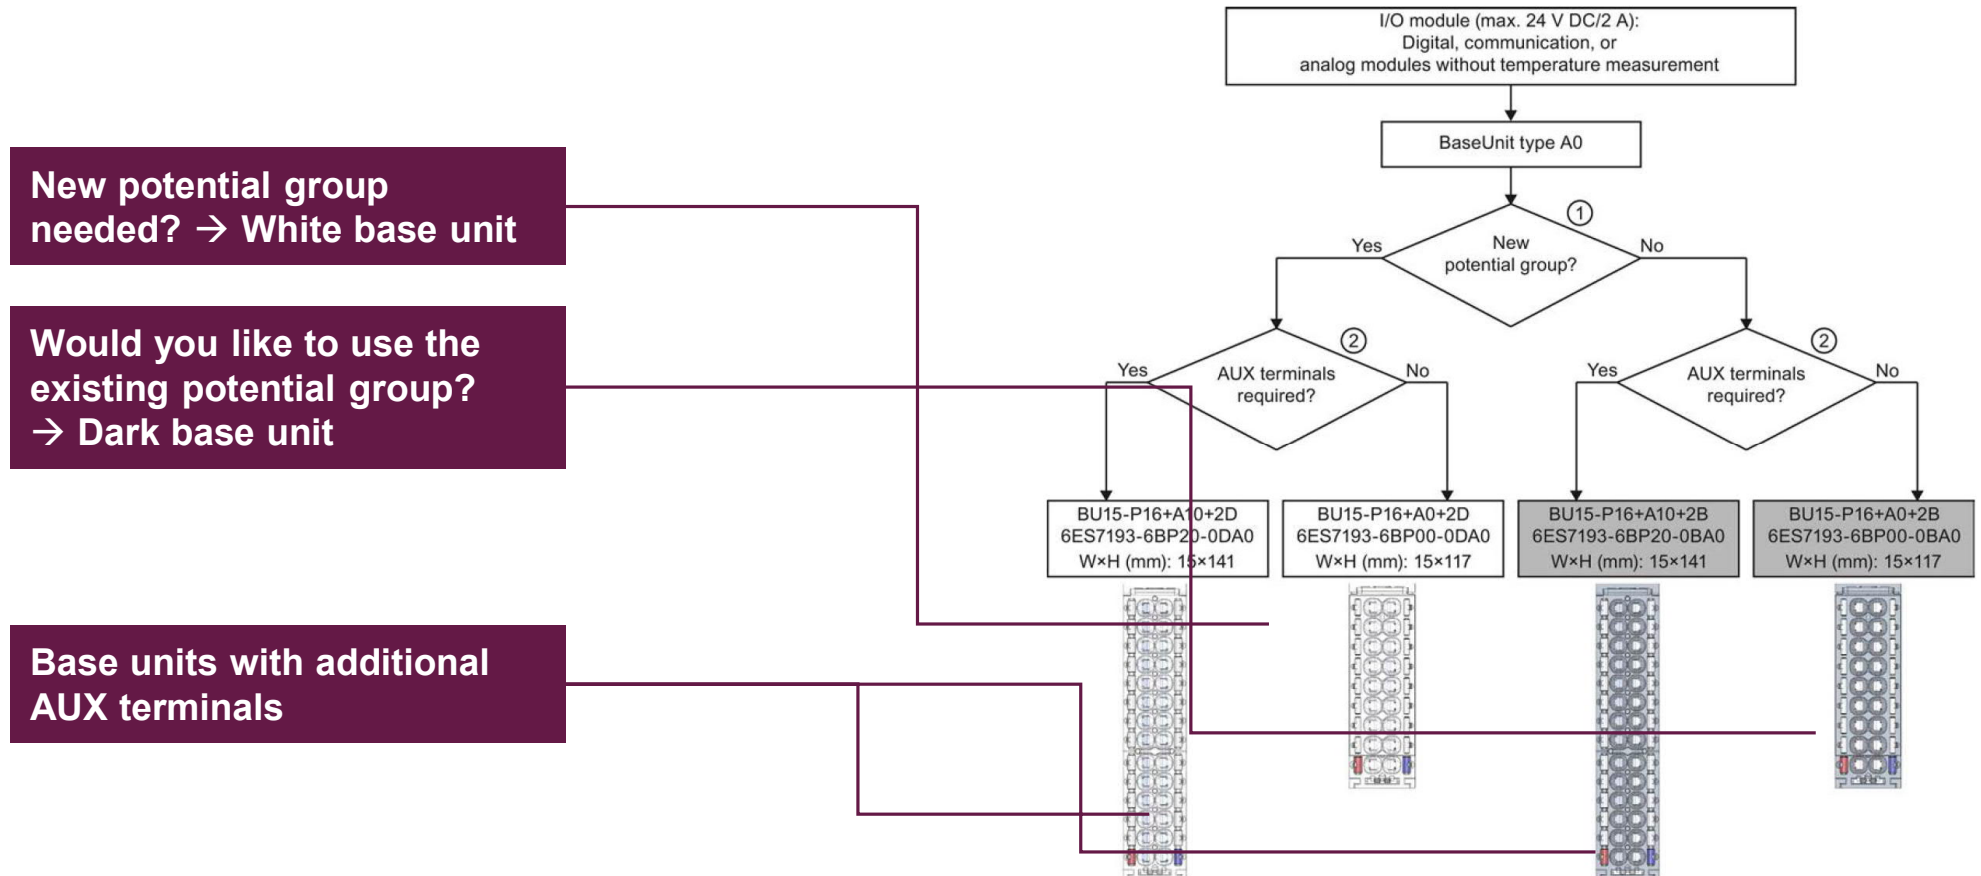 New potential group
needed? → White base unit
Would you like to use the
existing potential group?
→ Dark base unit
Base units with additional
AUX terminals
I/O module (max. 24 V DC/2 A):
Digital, communication, or
analog modules without temperature measurement
BaseUnit type A0
①
New
potential group?
Yes
No
②
AUX terminals
required?
Yes
No
②
AUX terminals
required?
Yes
No
BU15-P16+A10+2D
6ES7193-6BP20-0DA0
W×H (mm): 15×141
BU15-P16+A0+2D
6ES7193-6BP00-0DA0
W×H (mm): 15×117
BU15-P16+A10+2B
6ES7193-6BP20-0BA0
W×H (mm): 15×141
BU15-P16+A0+2B
6ES7193-6BP00-0BA0
W×H (mm): 15×117